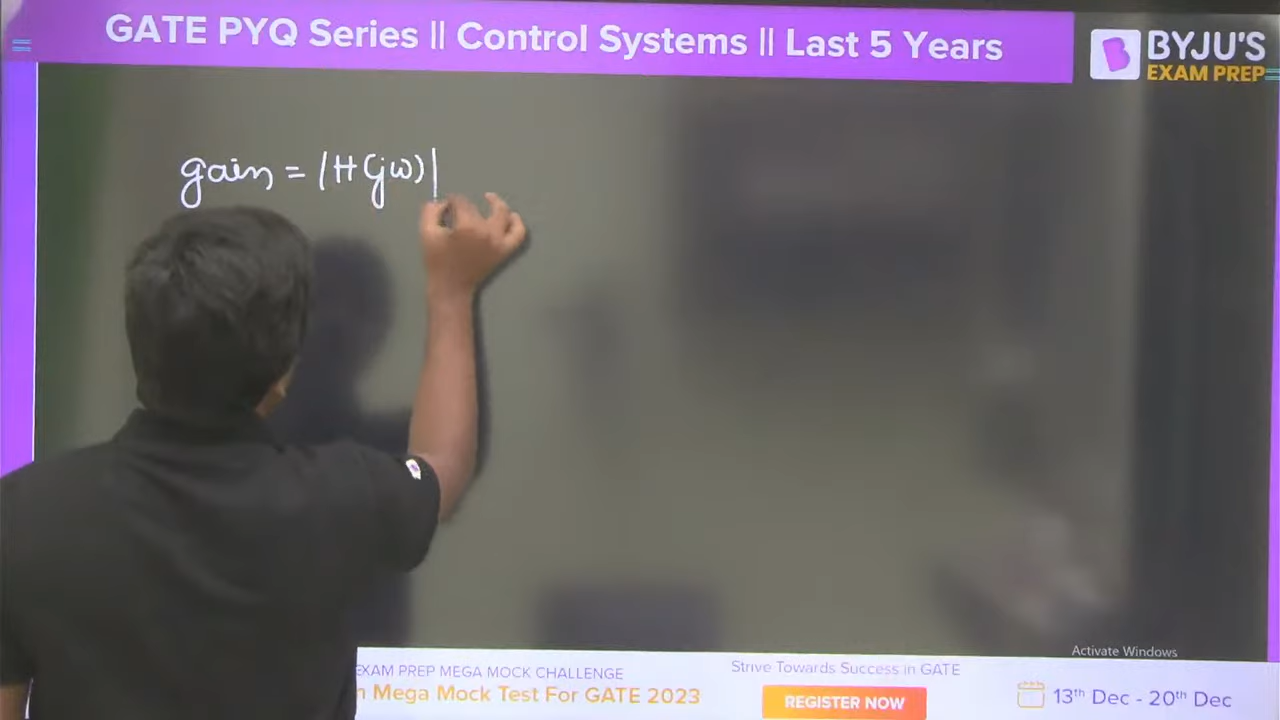 GATE PYQ Series || Control Systems || Last 5 Years
BYJU'S
EXAM PREP
gain = |H(jω)|
Activate Windows
EXAM PREP MEGA MOCK CHALLENGE
Mega Mock Test For GATE 2023
Strive Towards Success in GATE
REGISTER NOW
13th Dec - 20th Dec